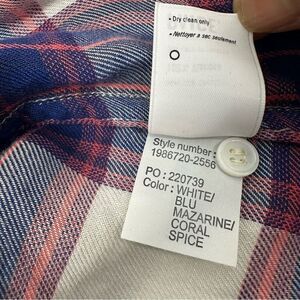 • Dry clean only
• Nettoyer a sec seulement
Style number :
1986720-2556
PO : 220739
Color : WHITE/
BLU
MAZARINE/
CORAL
SPICE